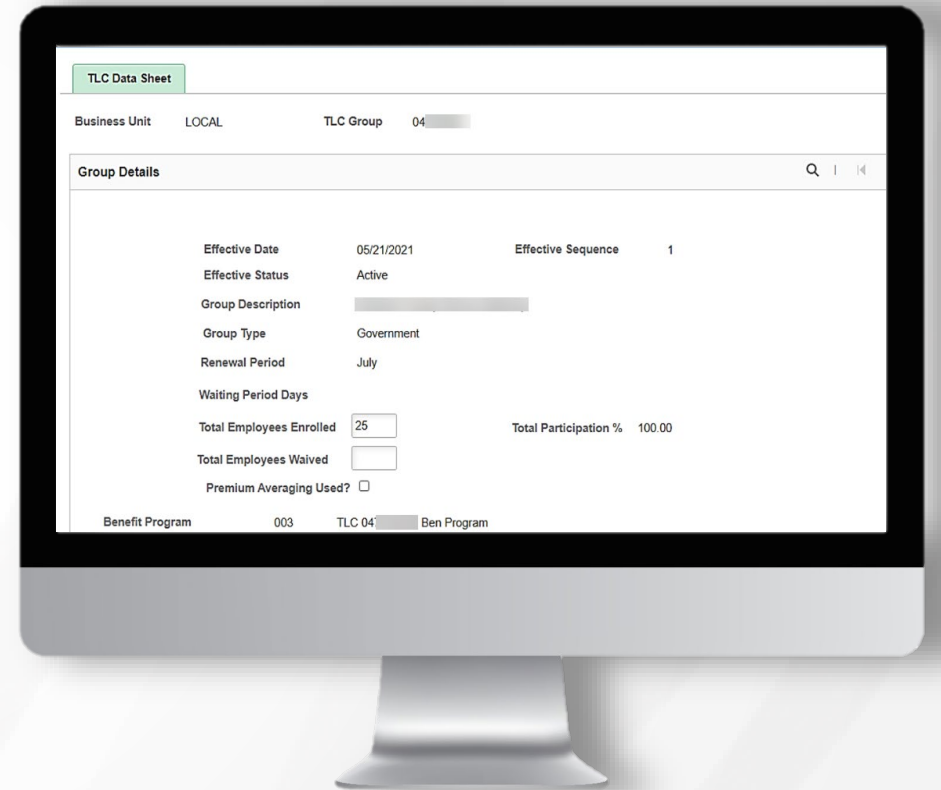 TLC Data Sheet
Business Unit LOCAL TLC Group 04
Group Details
Effective Date 05/21/2021 Effective Sequence 1
Effective Status Active
Group Description
Group Type Government
Renewal Period July
Waiting Period Days
Total Employees Enrolled 25 Total Participation % 100.00
Total Employees Waived
Premium Averaging Used?
Benefit Program 003 TLC 04 Ben Program